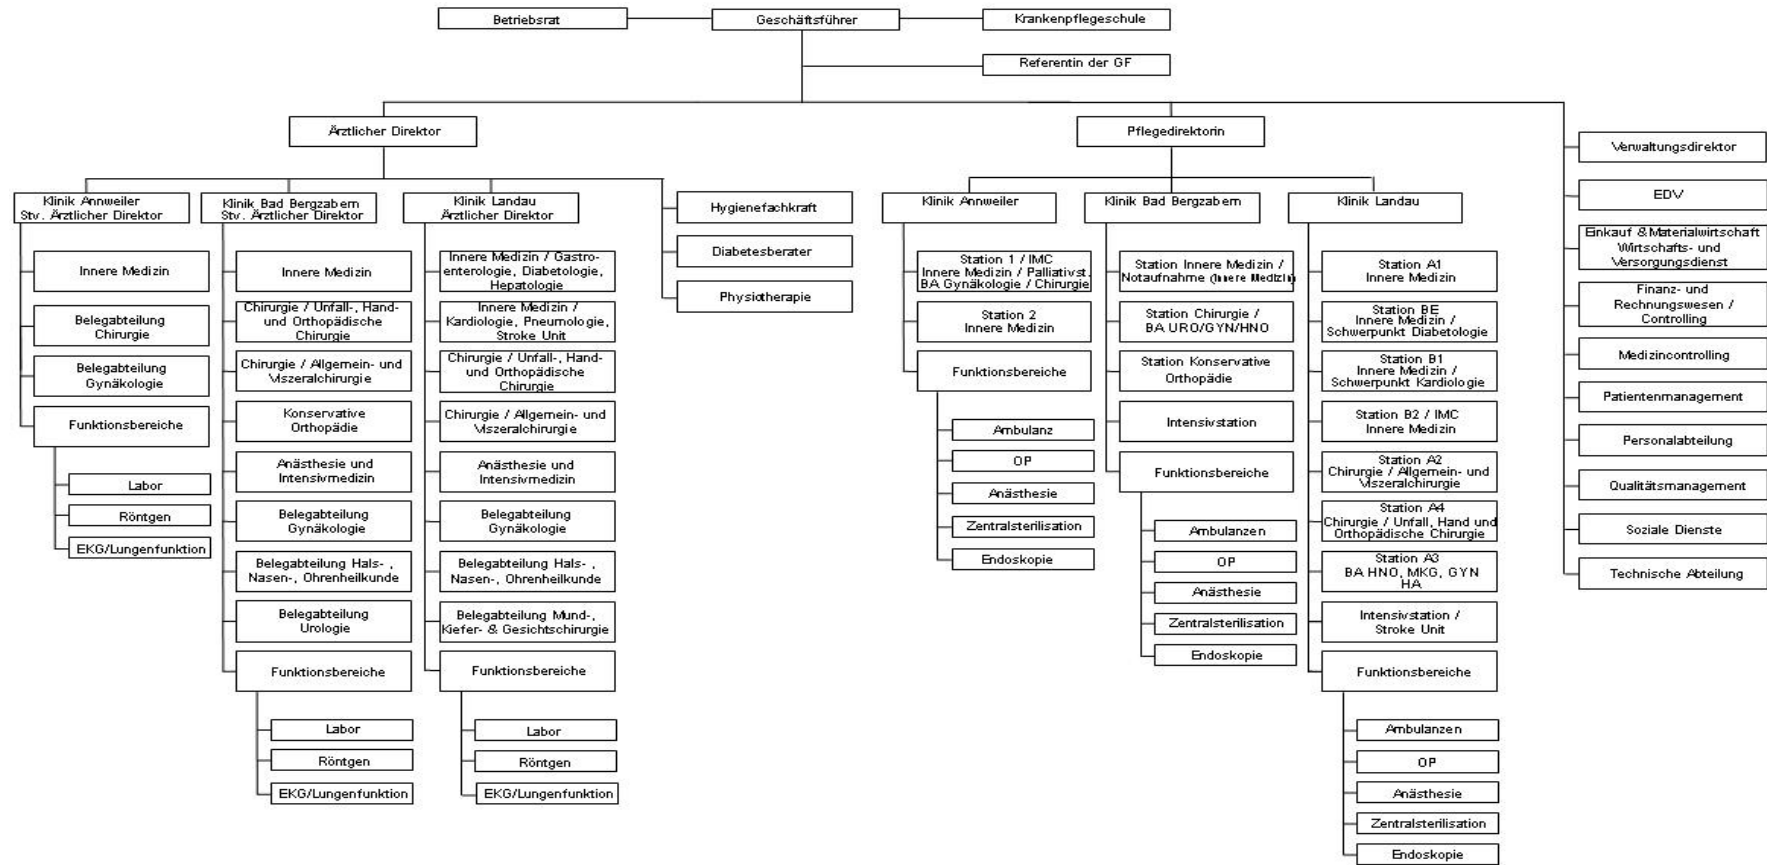 Betriebsrat
Geschäftsführer
Krankenpflegeschule
Referentin der GF
Ärztlicher Direktor
Pflegedirektorin
Klinik Annweiler
Stv. Ärztlicher Direktor
Innere Medizin
Belegabteilung
Chirurgie
Belegabteilung
Gynäkologie
Funktionsbereiche
Labor
Röntgen
EKG/Lungenfunktion
Klinik Bad Bergzabern
Stv. Ärztlicher Direktor
Innere Medizin
Chirurgie / Unfall-, Hand-
und Orthopädische
Chirurgie
Chirurgie / Allgemein- und
Viszeralchirurgie
Konservative
Orthopädie
Anästhesie und
Intensivmedizin
Belegabteilung
Gynäkologie
Belegabteilung Hals- ,
Nasen-, Ohrenheilkunde
Belegabteilung
Urologie
Funktionsbereiche
Labor
Röntgen
EKG/Lungenfunktion
Klinik Landau
Ärztlicher Direktor
Innere Medizin / Gastro-
enterologie, Diabetologie,
Hepatologie
Innere Medizin /
Kardiologie, Pneumologie,
Stroke Unit
Chirurgie / Unfall-, Hand-
und Orthopädische
Chirurgie
Chirurgie / Allgemein- und
Viszeralchirurgie
Anästhesie und
Intensivmedizin
Belegabteilung
Gynäkologie
Belegabteilung Hals- ,
Nasen-, Ohrenheilkunde
Belegabteilung Mund-,
Kiefer- & Gesichtschirurgie
Funktionsbereiche
Labor
Röntgen
EKG/Lungenfunktion
Hygienefachkraft
Diabetesberater
Physiotherapie
Klinik Annweiler
Station 1 / IMC
Innere Medizin / Palliativst.
BA Gynäkologie / Chirurgie
Station 2
Innere Medizin
Funktionsbereiche
Ambulanz
OP
Anästhesie
Zentralsterilisation
Endoskopie
Klinik Bad Bergzabern
Station Innere Medizin /
Notaufnahme (Innere Medizin)
Station Chirurgie /
BA URO/GYN/HNO
Station Konservative
Orthopädie
Intensivstation
Funktionsbereiche
Ambulanzen
OP
Anästhesie
Zentralsterilisation
Endoskopie
Klinik Landau
Station A1
Innere Medizin
Station BE
Innere Medizin /
Schwerpunkt Diabetologie
Station B1
Innere Medizin /
Schwerpunkt Kardiologie
Station B2 / IMC
Innere Medizin
Station A2
Chirurgie / Allgemein- und
Viszeralchirurgie
Station A4
Chirurgie / Unfall, Hand und
Orthopädische Chirurgie
Station A3
BA HNO, MKG, GYN
HA
Intensivstation /
Stroke Unit
Funktionsbereiche
Ambulanzen
OP
Anästhesie
Zentralsterilisation
Endoskopie
Verwaltungsdirektor
EDV
Einkauf & Materialwirtschaft
Wirtschafts- und
Versorgungsdienst
Finanz- und
Rechnungswesen /
Controlling
Medizincontrolling
Patientenmanagement
Personalabteilung
Qualitätsmanagement
Soziale Dienste
Technische Abteilung